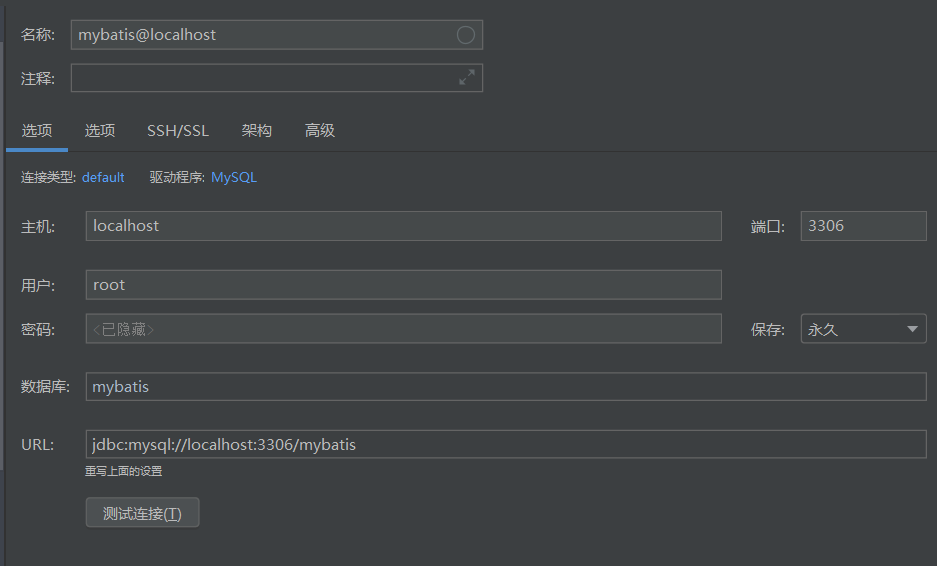 名称: mybatis@localhost
注释:
选项 选项 SSH/SSL 架构 高级
连接类型: default 驱动程序: MySQL
主机: localhost 端口: 3306
用户: root
密码: <已隐藏> 保存: 永久
数据库: mybatis
URL: jdbc:mysql://localhost:3306/mybatis
重写上面的设置
测试连接(T)